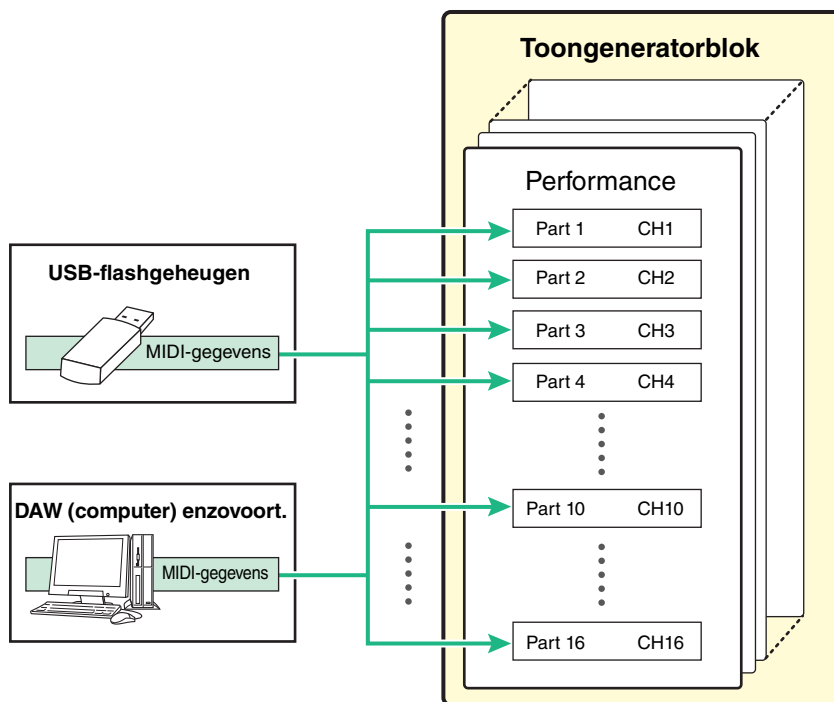 Toongeneratorblok
Performance
Part 1 CH1
Part 2 CH2
Part 3 CH3
Part 4 CH4
Part 10 CH10
Part 16 CH16
USB-flashgeheugen
MIDI-gegevens
DAW (computer) enzovoort.
MIDI-gegevens